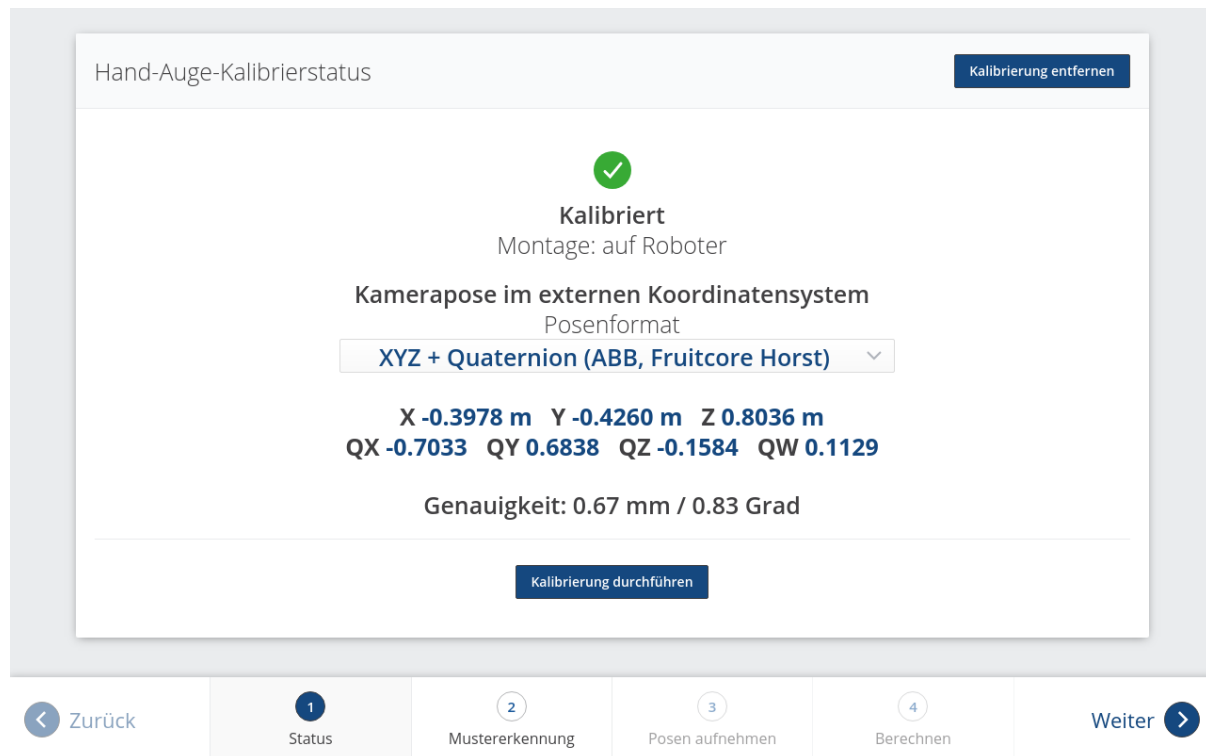 Hand-Auge-Kalibrierstatus
Kalibrierung entfernen
Kalibriert
Montage: auf Roboter
Kamerapose im externen Koordinatensystem
Posenformat
XYZ + Quaternion (ABB, Fruitcore Horst)
X -0.3978 m Y -0.4260 m Z 0.8036 m
QX -0.7033 QY 0.6838 QZ -0.1584 QW 0.1129
Genauigkeit: 0.67 mm / 0.83 Grad
Kalibrierung durchführen
Zurück
1
Status
2
Mustererkennung
3
Posen aufnehmen
4
Berechnen
Weiter